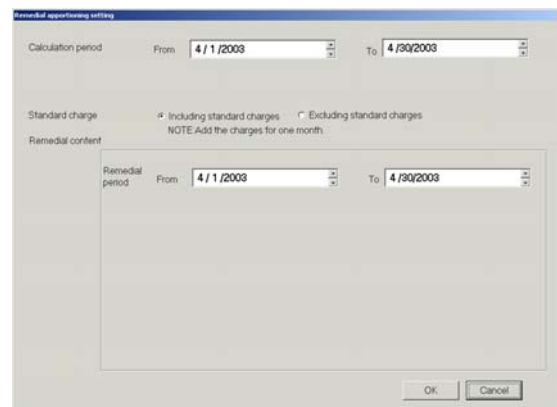 Remedial apportioning setting
Calculation period From 4 / 1 /2003 To 4 /30/2003
Standard charge Including standard charges Excluding standard charges
NOTE:Add the charges for one month.
Remedial content
Remedial
period From 4 / 1 /2003 To 4 /30/2003
OK Cancel